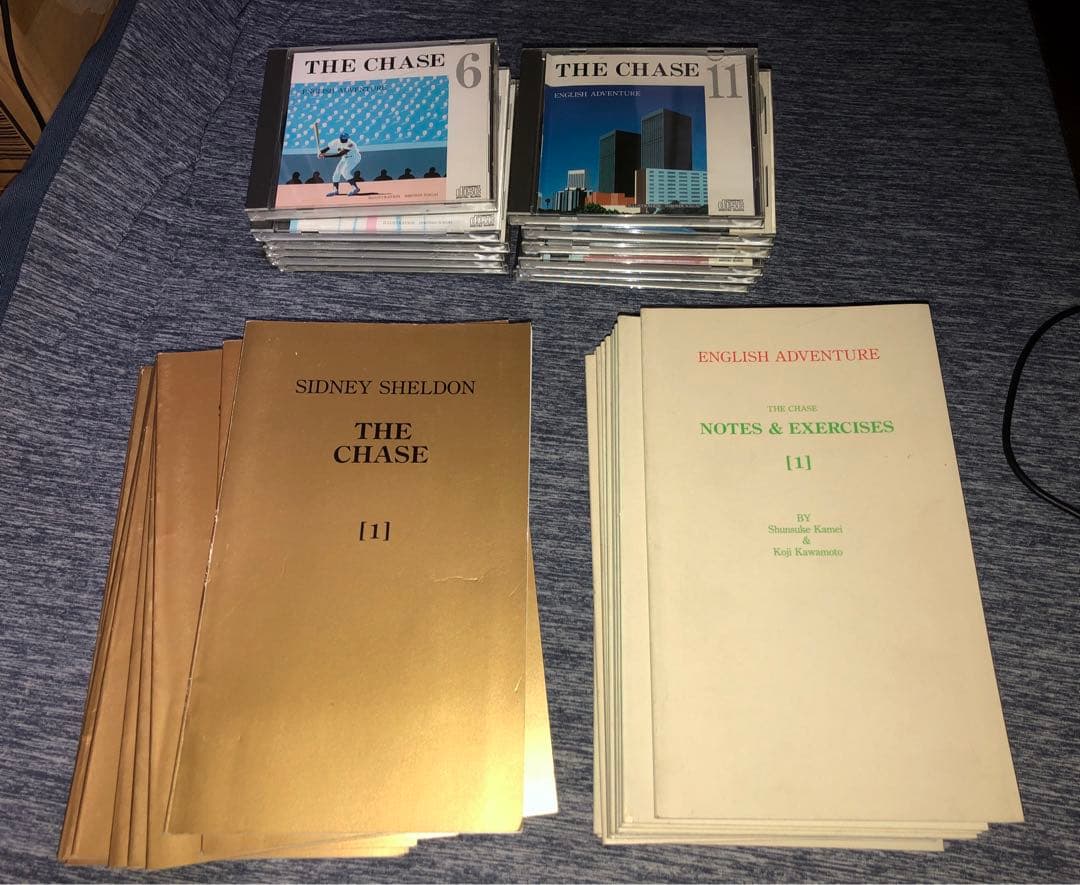 THE CHASE
6
ENGLISH ADVENTURE
THE CHASE
11
ENGLISH ADVENTURE
SIDNEY SHELDON
THE
CHASE
[1]
ENGLISH ADVENTURE
THE CHASE
NOTES & EXERCISES
[1]
BY
Shunsuke Kamei
&
Koji Kawamoto